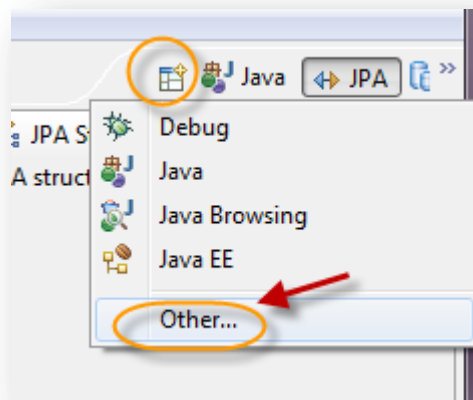 Java JPA »
JPA S
A struct
Debug
Java
Java Browsing
Java EE
Other...